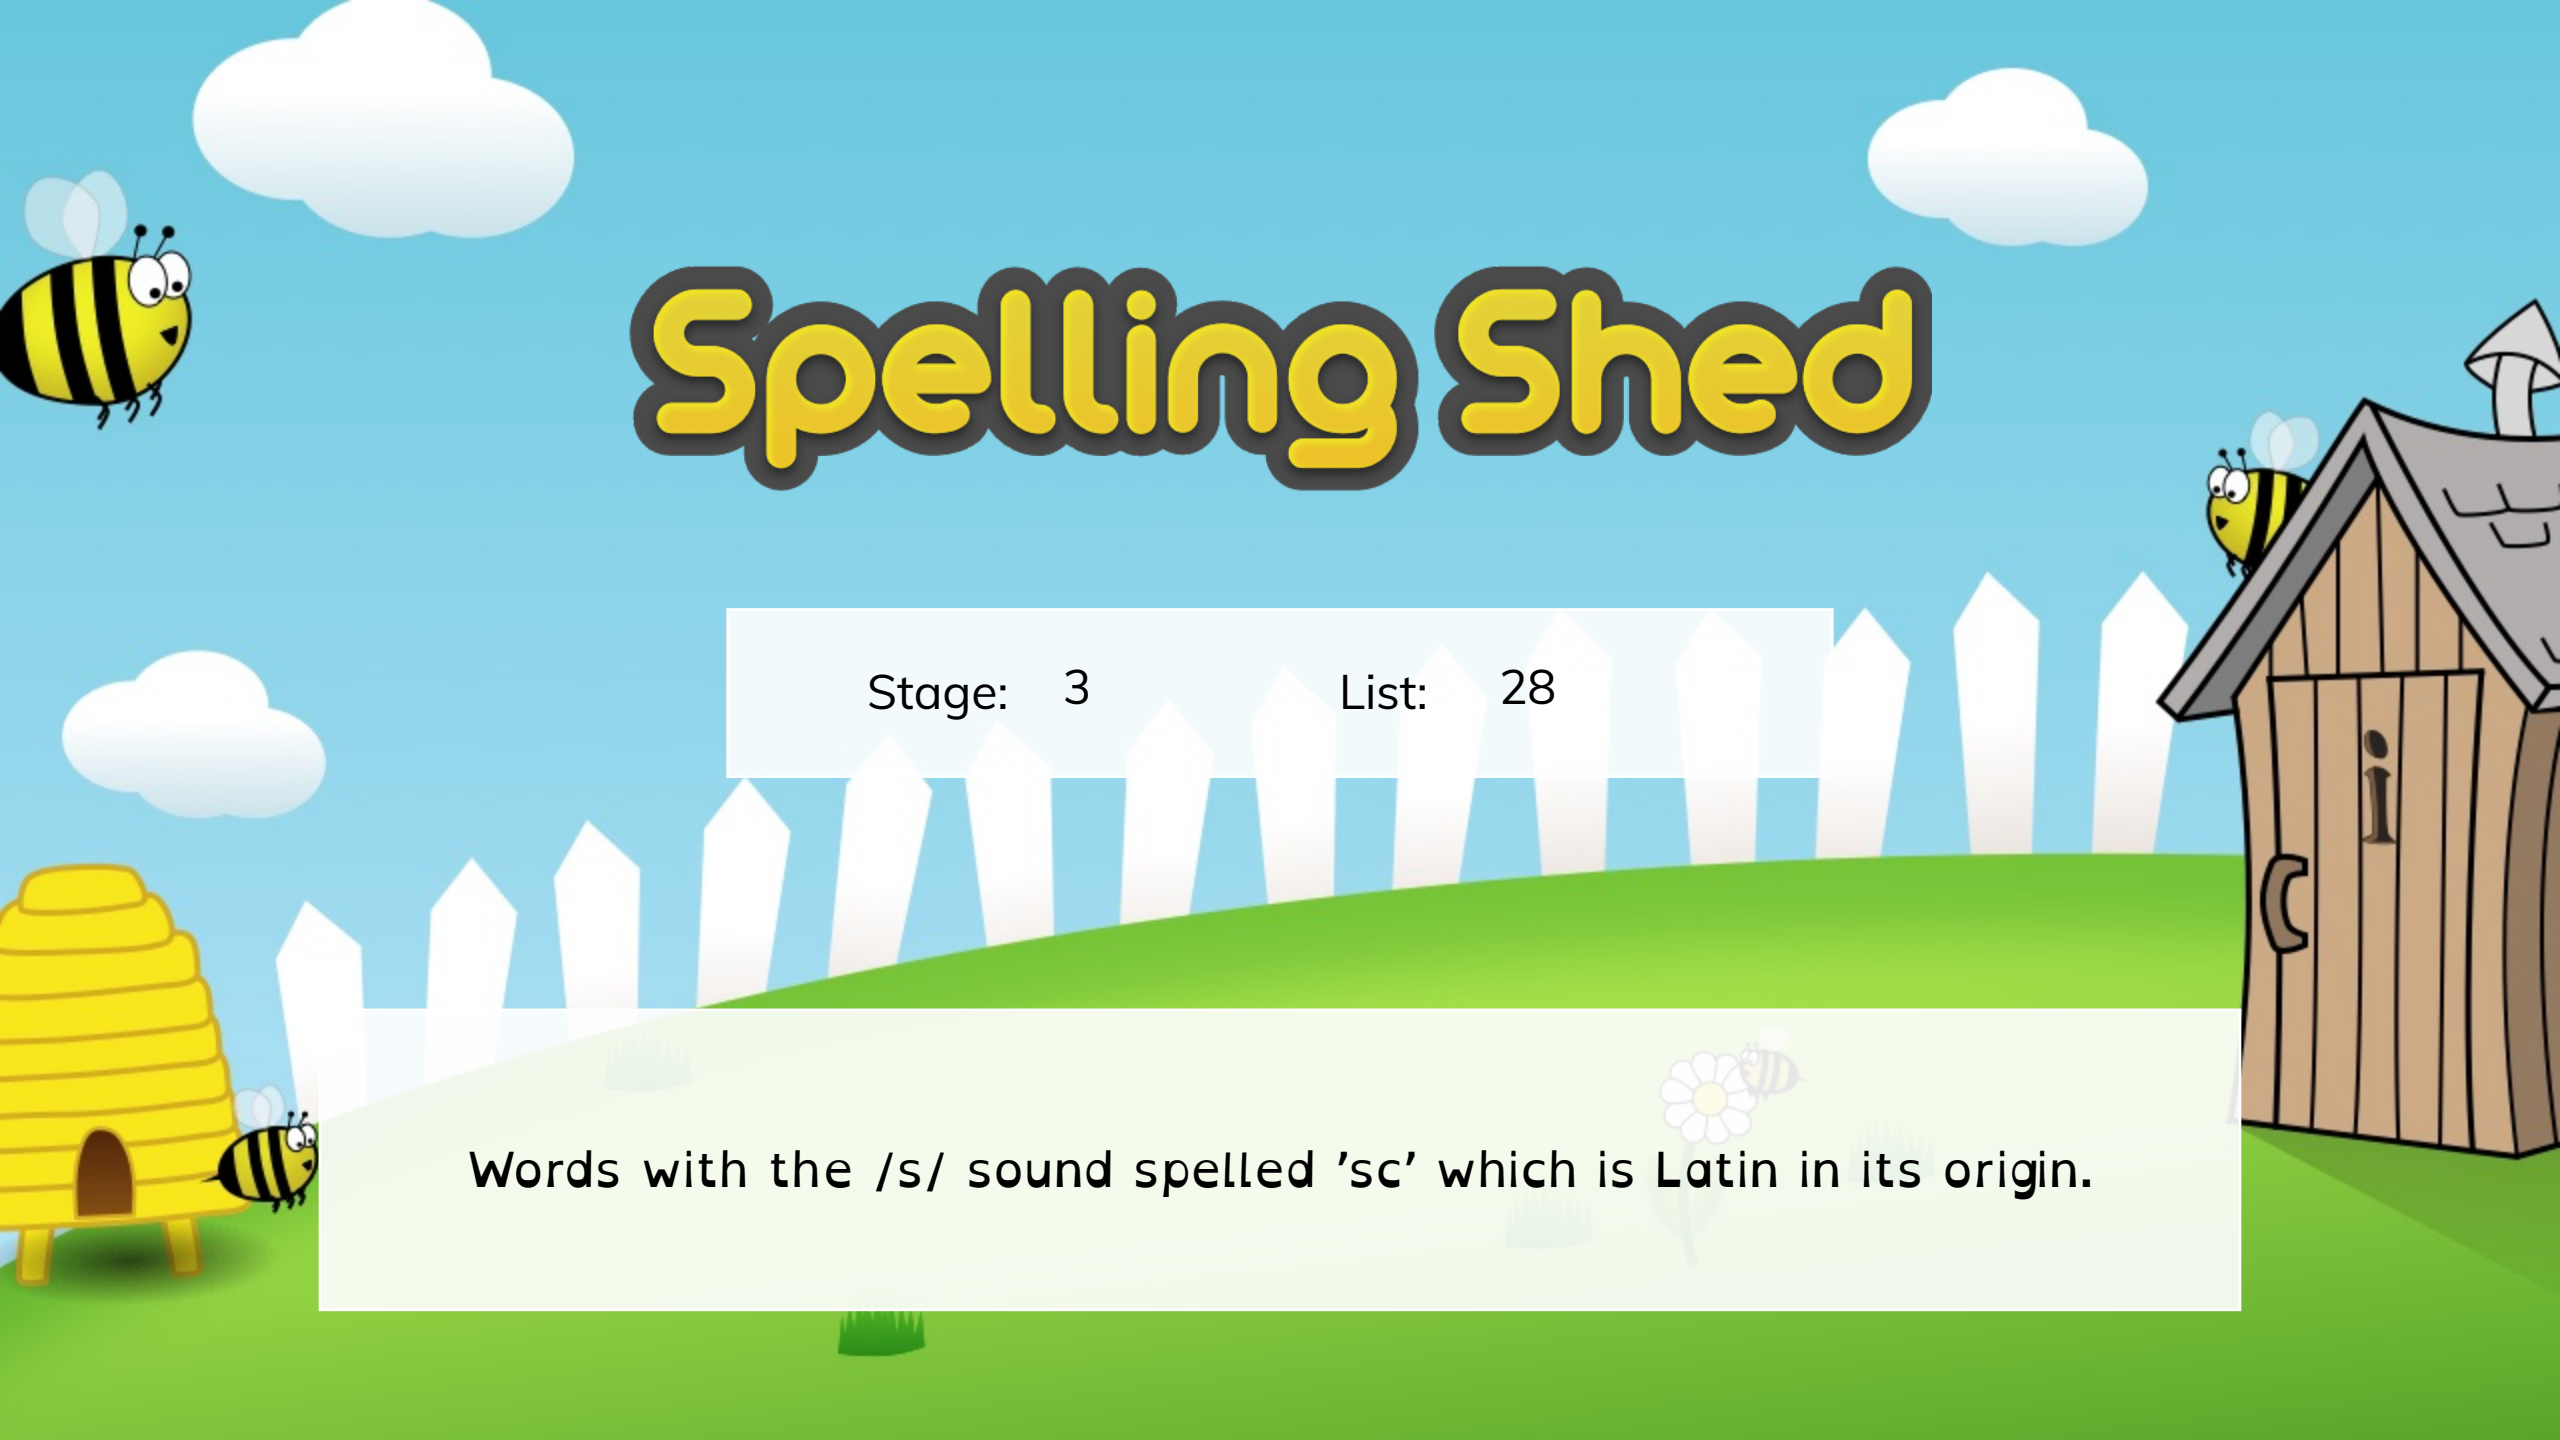 Spelling Shed
Stage: 3 List: 28
i
Words with the /s/ sound spelled ’sc’ which is Latin in its origin.